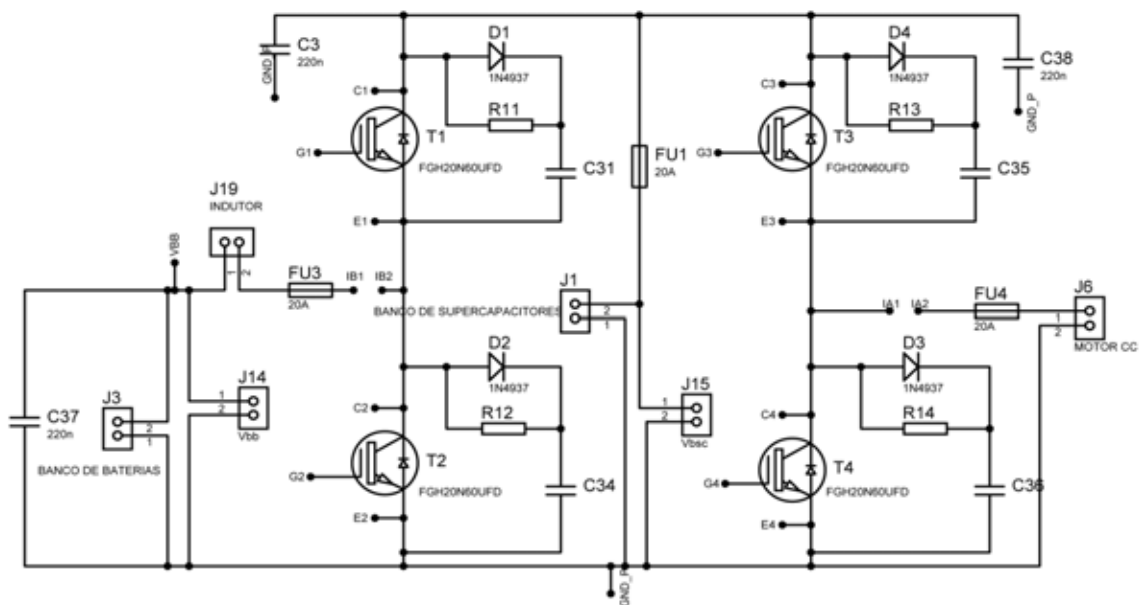 C3
220n
GND_P
D1
1N4937
C1
R11
T1
G1
FGH20N60UFD
C31
E1
FU1
20A
D4
1N4937
C3
R13
T3
G3
FGH20N60UFD
C35
E3
C38
220n
GND_P
J19
INDUTOR
VBB
1
2
FU3
20A
IB1
IB2
J1
BANCO DE SUPERCAPACITORES
2
1
IA1
IA2
FU4
20A
J6
1
2
MOTOR CC
C37
220n
J3
2
1
BANCO DE BATERIAS
J14
1
2
Vbb
D2
1N4937
C2
R12
T2
G2
FGH20N60UFD
C34
E2
J15
1
2
Vbsc
D3
1N4937
C4
R14
T4
G4
FGH20N60UFD
C36
E4
GND_P